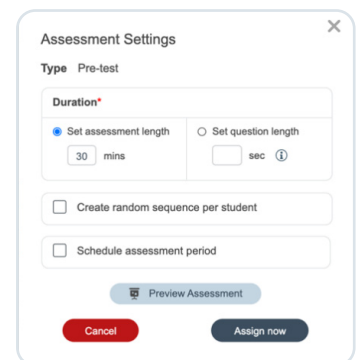 Assessment Settings
Type Pre-test
Duration*
Set assessment length Set question length
30 mins sec
Create random sequence per student
Schedule assessment period
Preview Assessment
Cancel Assign now